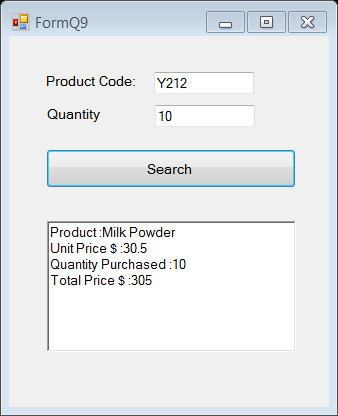 FormQ9
Product Code: Y212
Quantity 10
Search
Product :Milk Powder
Unit Price $ :30.5
Quantity Purchased :10
Total Price $ :305